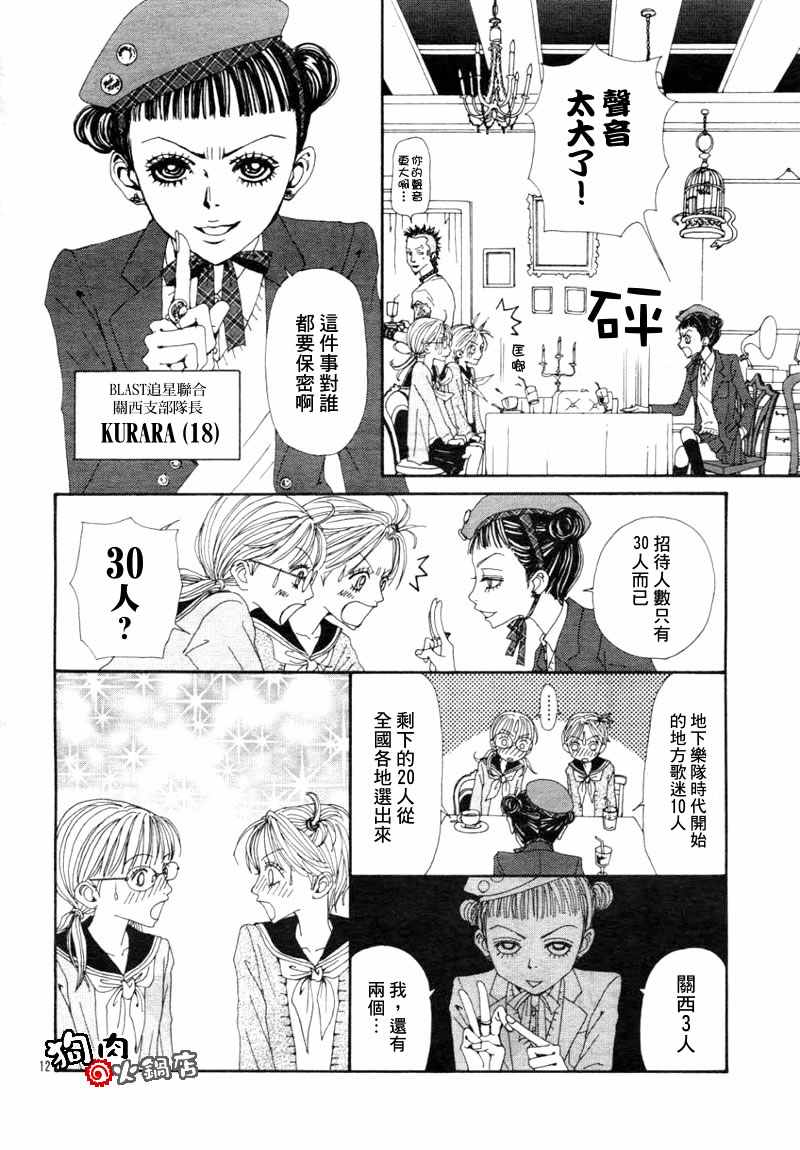 聲音
太大了！
你的聲音
更大啊…
砰
匡
啷
這件事對誰
都要保密啊
BLAST追星聯合
關西支部隊長
KURARA (18)
招待人數只有
30人而已
30
人？
地下樂隊時代開始
的地方歌迷10人
………
剩下的20人從
全國各地選出來
關西3人
我，還有
兩個…
12
狗肉
火鍋店